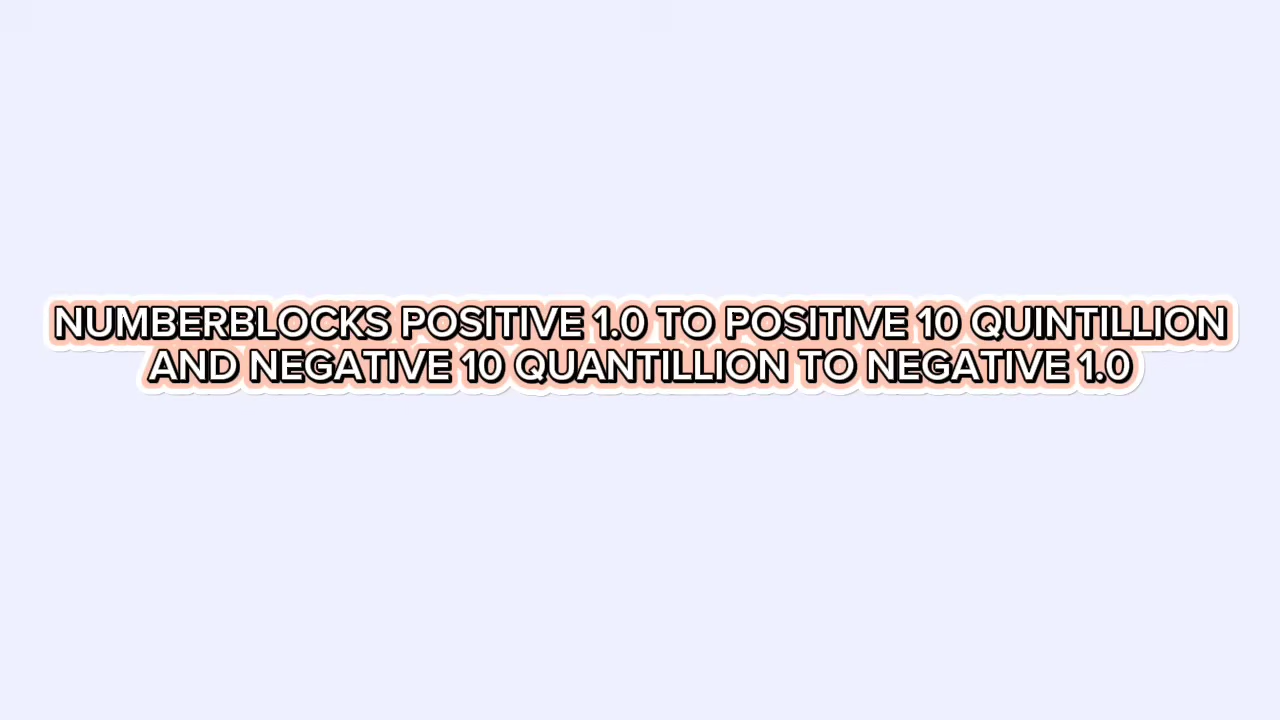 NUMBERBLOCKS POSITIVE 1.0 TO POSITIVE 10 QUINTILLION
AND NEGATIVE 10 QUANTILLION TO NEGATIVE 1.0